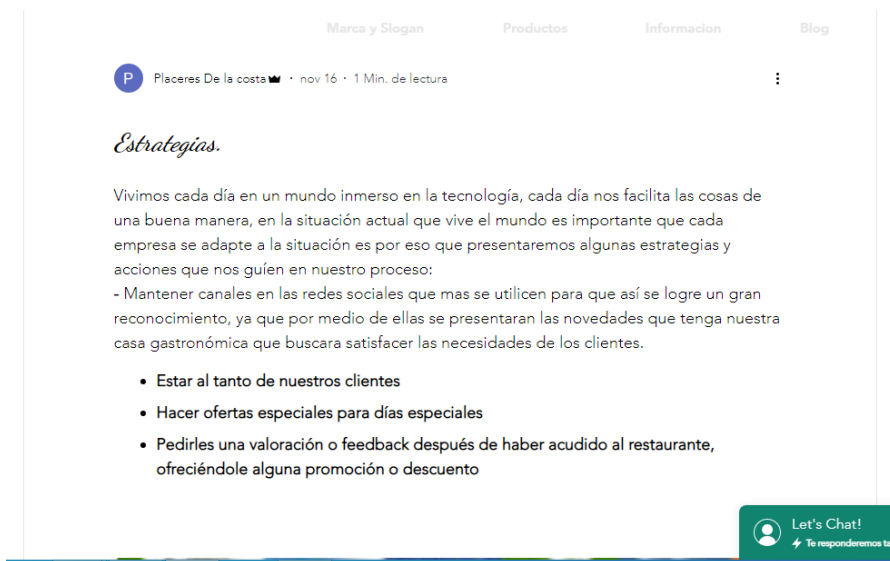 Marca y Slogan Productos Informacion Blog
P Placeres De la costa · nov 16 · 1 Min. de lectura
Estrategias.
Vivimos cada día en un mundo inmerso en la tecnología, cada día nos facilita las cosas de
una buena manera, en la situación actual que vive el mundo es importante que cada
empresa se adapte a la situación es por eso que presentaremos algunas estrategias y
acciones que nos guíen en nuestro proceso:
- Mantener canales en las redes sociales que mas se utilicen para que así se logre un gran
reconocimiento, ya que por medio de ellas se presentaran las novedades que tenga nuestra
casa gastronómica que buscara satisfacer las necesidades de los clientes.
• Estar al tanto de nuestros clientes
• Hacer ofertas especiales para días especiales
• Pedirles una valoración o feedback después de haber acudido al restaurante,
ofreciéndole alguna promoción o descuento
Let's Chat!
Te responderemos